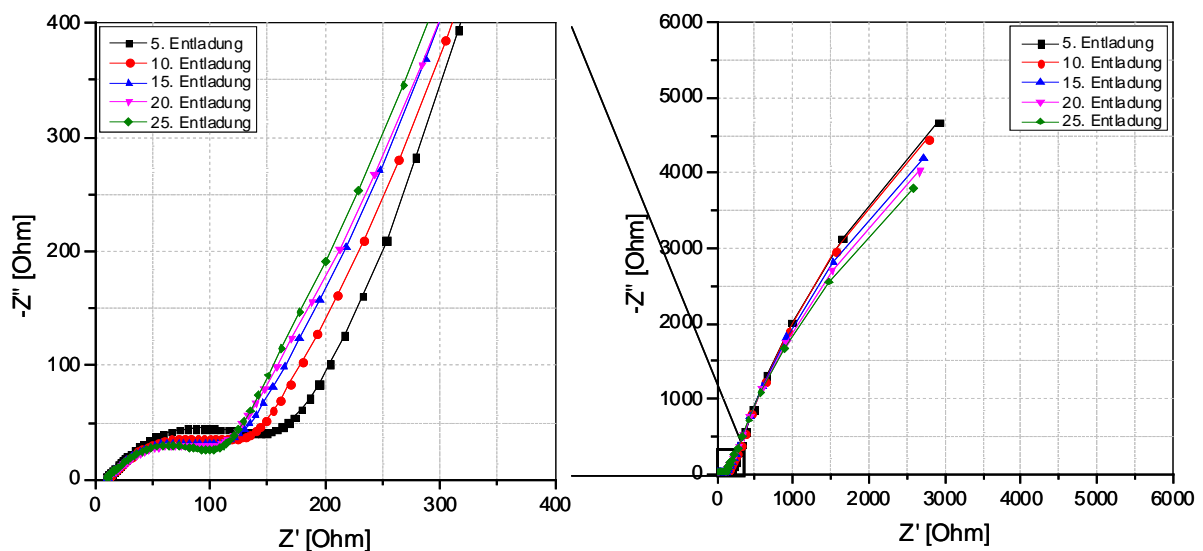 400
300
200
100
0
-Z'' [Ohm]
5. Entladung
10. Entladung
15. Entladung
20. Entladung
25. Entladung
0 100 200 300 400
Z' [Ohm]
6000
5000
4000
3000
2000
1000
0
-Z'' [Ohm]
5. Entladung
10. Entladung
15. Entladung
20. Entladung
25. Entladung
0 1000 2000 3000 4000 5000 6000
Z' [Ohm]